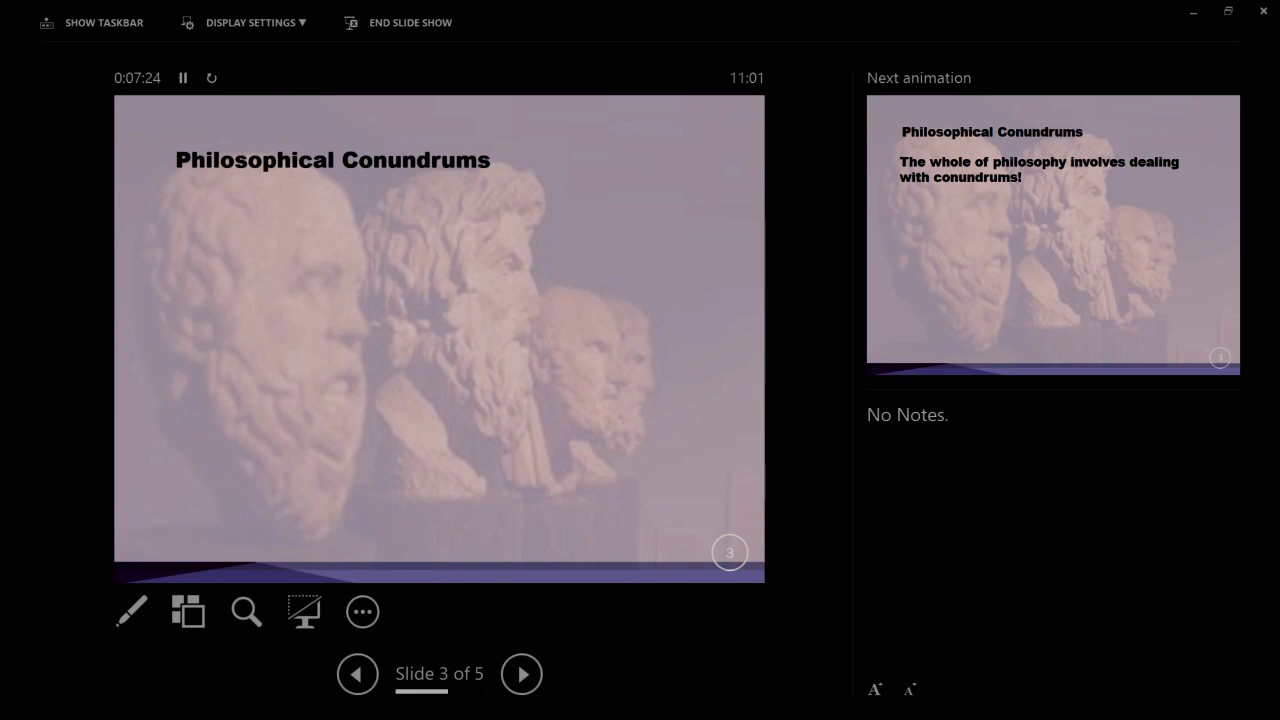 SHOW TASKBAR
DISPLAY SETTINGS ▼
END SLIDE SHOW
0:07:24
11:01
Philosophical Conundrums
3
Slide 3 of 5
Next animation
Philosophical Conundrums
The whole of philosophy involves dealing
with conundrums!
3
No Notes.
A A